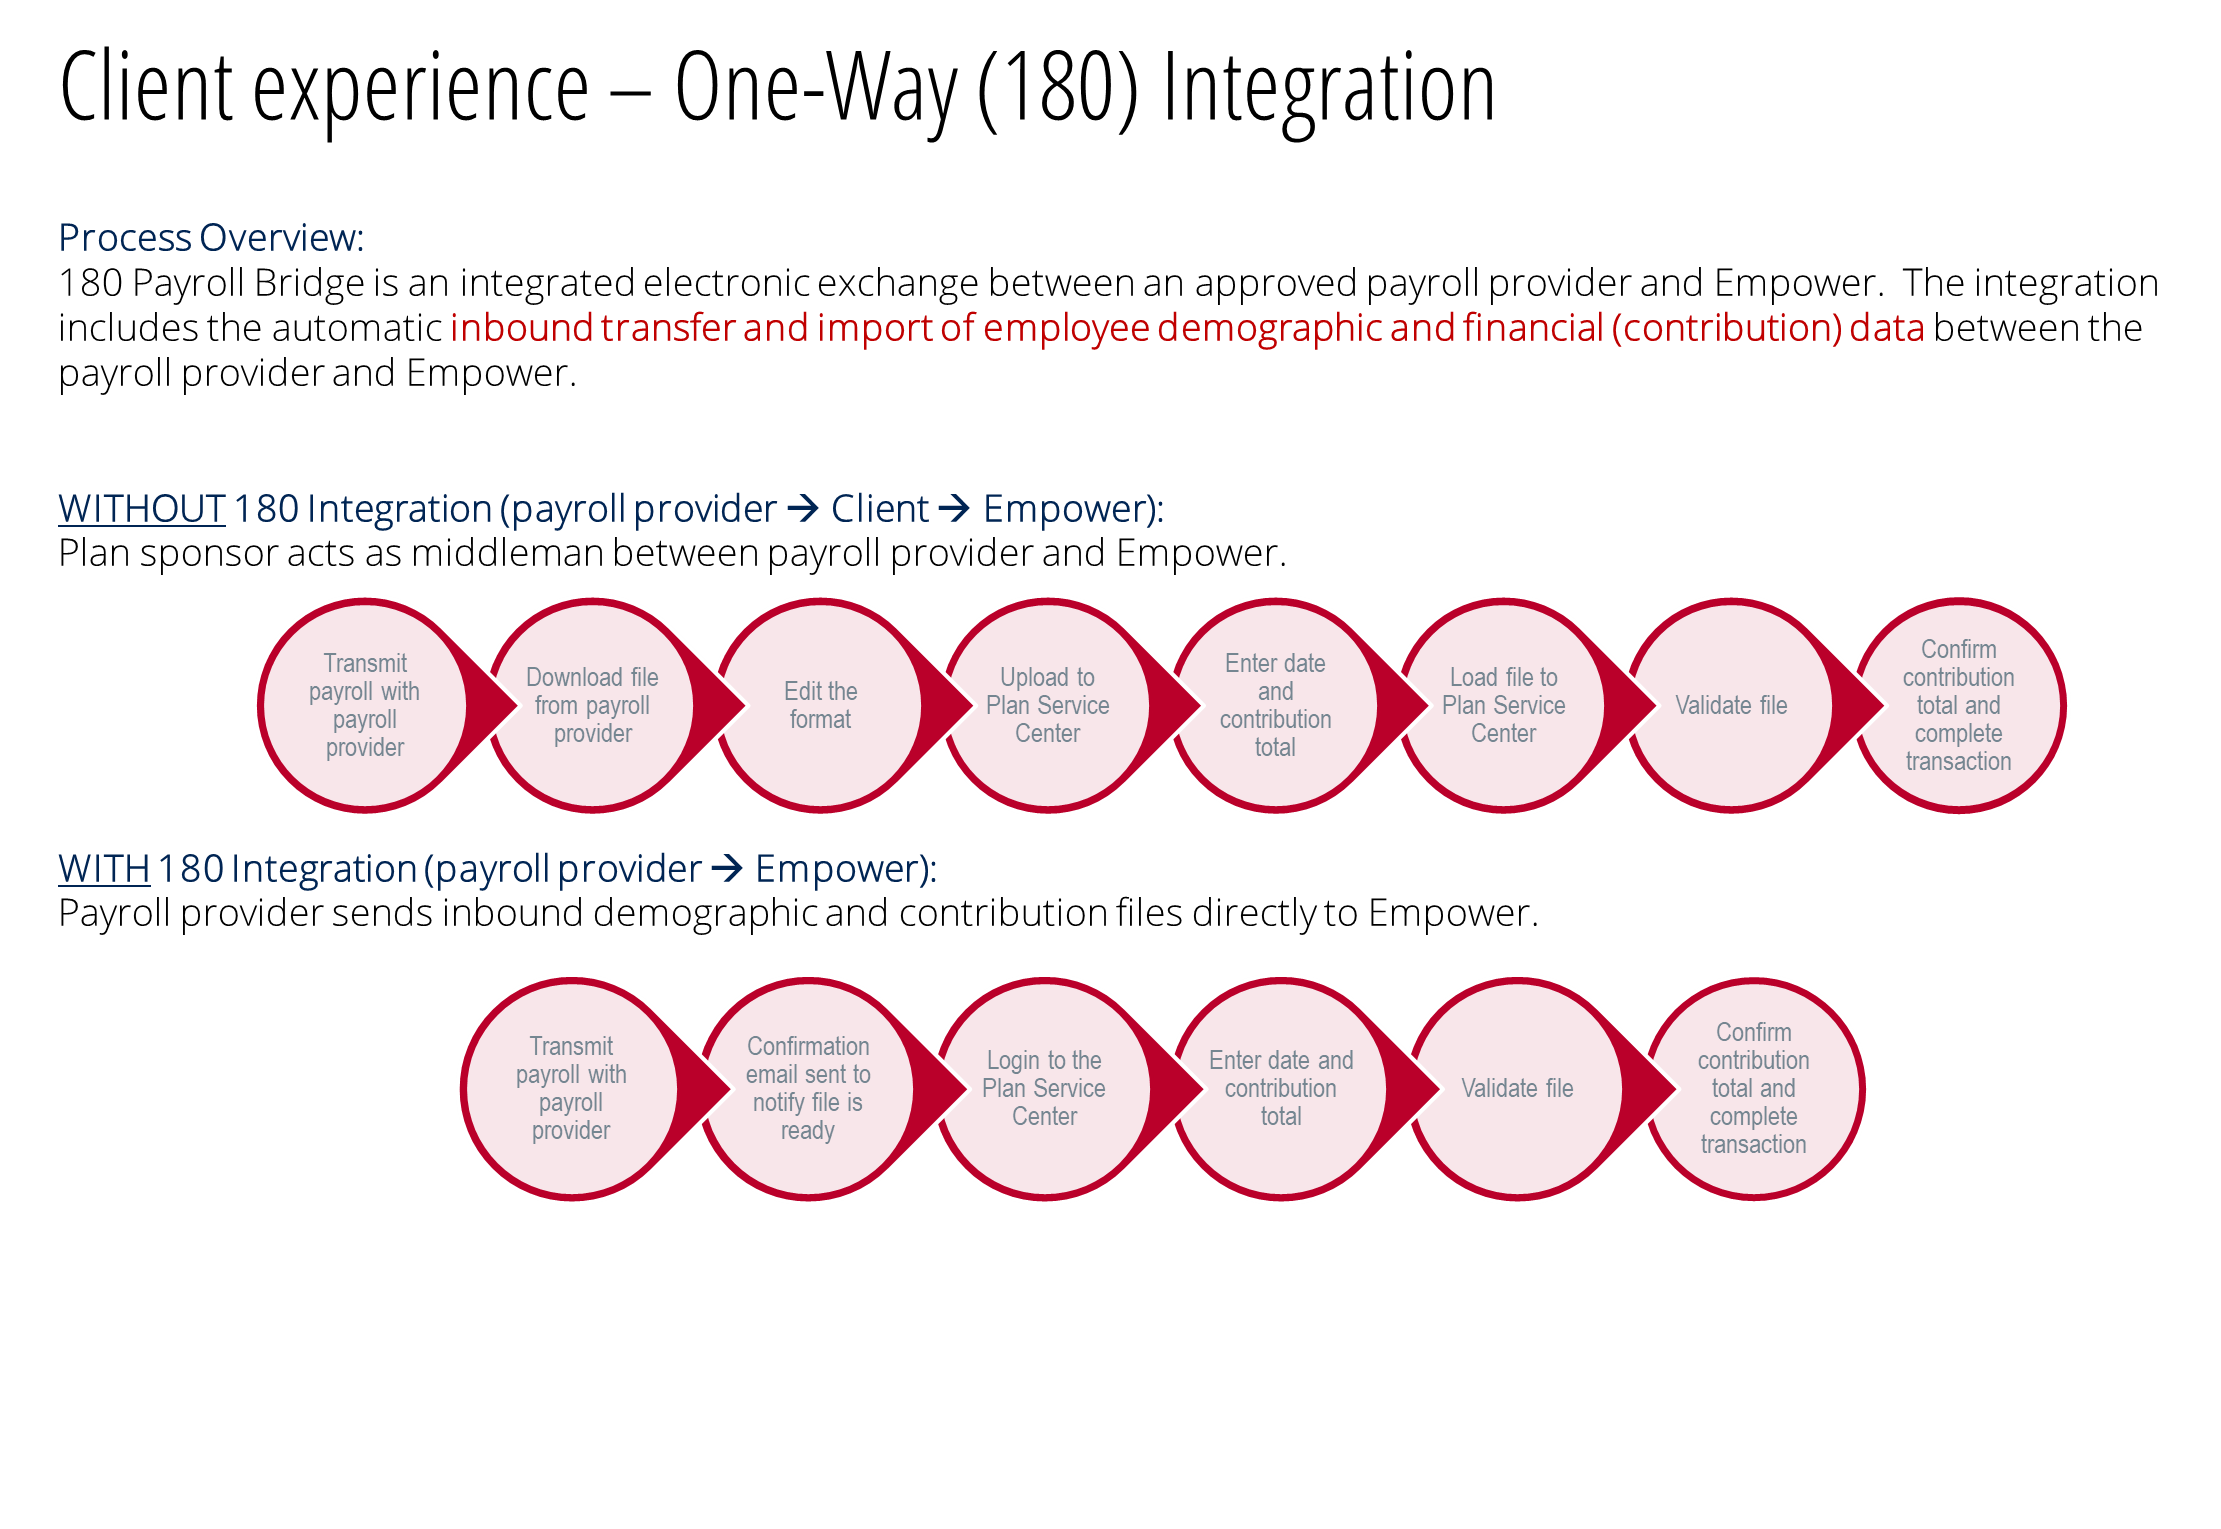 Client experience – One-Way (180) Integration
Process Overview:
180 Payroll Bridge is an integrated electronic exchange between an approved payroll provider and Empower.  The integration
includes the automatic inbound transfer and import of employee demographic and financial (contribution) data between the
payroll provider and Empower.
WITHOUT 180 Integration (payroll provider → Client → Empower):
Plan sponsor acts as middleman between payroll provider and Empower.
Transmit
payroll with
payroll
provider
Download file
from payroll
provider
Edit the
format
Upload to
Plan Service
Center
Enter date
and
contribution
total
Load file to
Plan Service
Center
Validate file
Confirm
contribution
total and
complete
transaction
WITH 180 Integration (payroll provider → Empower):
Payroll provider sends inbound demographic and contribution files directly to Empower.
Transmit
payroll with
payroll
provider
Confirmation
email sent to
notify file is
ready
Login to the
Plan Service
Center
Enter date and
contribution
total
Validate file
Confirm
contribution
total and
complete
transaction